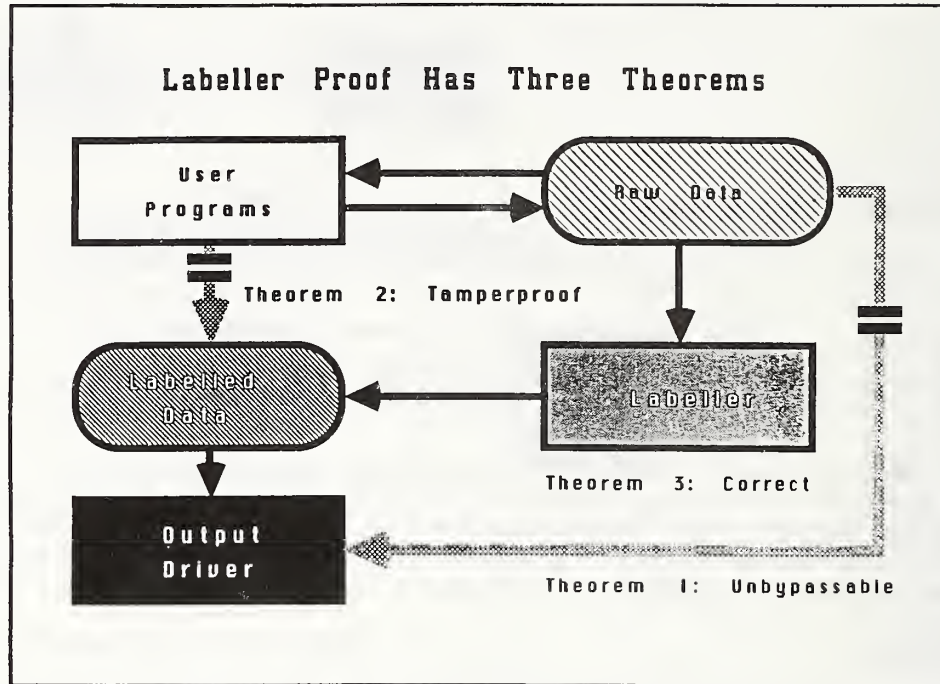 Labeller Proof Has Three Theorems
User
Programs
Raw Data
Theorem 2: Tamperproof
Labelled
Data
Labeller
Theorem 3: Correct
Output
Driver
Theorem 1: Unbypassable